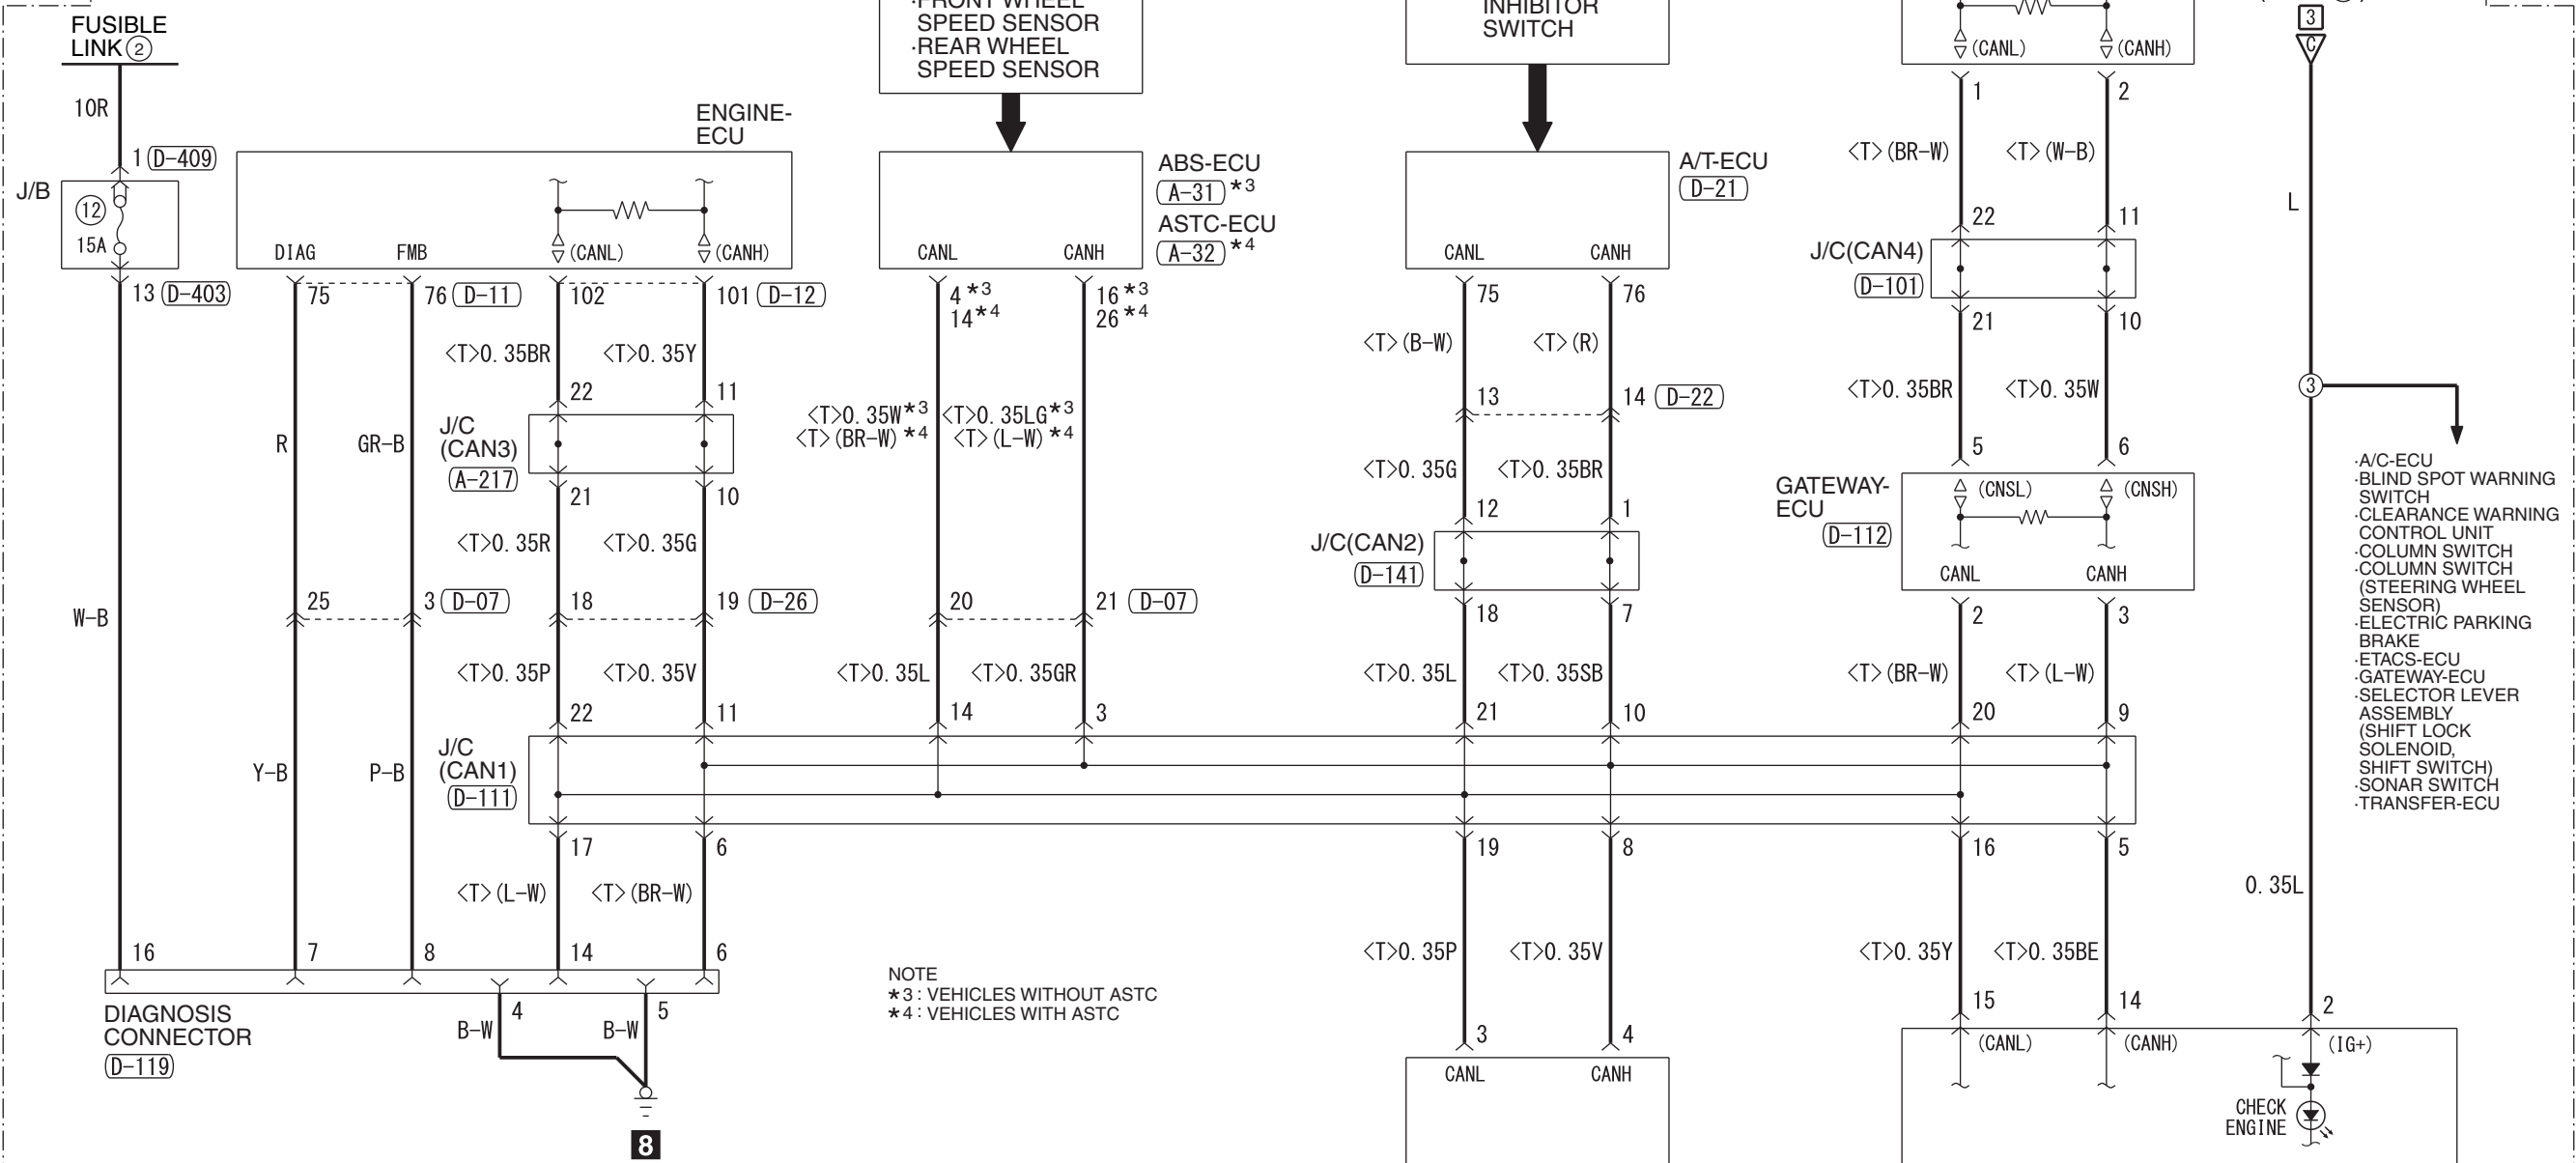 FUSIBLE
LINK ②
10R
1 D-409
J/B
⑫
15A
13 D-403
W-B
16
ENGINE-
ECU
DIAG FMB (CANL) (CANH)
75 76 D-11 102 101 D-12
<T>0.35BR <T>0.35Y
22 11
R GR-B
J/C
(CAN3)
A-217
21 10
<T>0.35R <T>0.35G
25 3 D-07 18 19 D-26
<T>0.35P <T>0.35V
22 11
Y-B P-B
J/C
(CAN1)
D-111
17 6
<T>(L-W) <T>(BR-W)
7 8 14 6
DIAGNOSIS
CONNECTOR
D-119
4 5
B-W B-W
8
·FRONT WHEEL
SPEED SENSOR
·REAR WHEEL
SPEED SENSOR
ABS-ECU
A-31 *3
ASTC-ECU
A-32 *4
CANL CANH
4*3 16*3
14*4 26*4
<T>0.35W*3 <T>0.35LG*3
<T>(BR-W)*4 <T>(L-W)*4
20 21 D-07
<T>0.35L <T>0.35GR
14 3
NOTE
*3: VEHICLES WITHOUT ASTC
*4: VEHICLES WITH ASTC
INHIBITOR
SWITCH
A/T-ECU
D-21
CANL CANH
75 76
<T>(B-W) <T>(R)
13 14 D-22
<T>0.35G <T>0.35BR
12 1
J/C(CAN2)
D-141
18 7
<T>0.35L <T>0.35SB
21 10
19 8
<T>0.35P <T>0.35V
3 4
CANL CANH
(CANL) (CANH)
1 2
<T>(BR-W) <T>(W-B)
22 11
J/C(CAN4)
D-101
21 10
<T>0.35BR <T>0.35W
5 6
GATEWAY-
ECU
D-112
(CNSL) (CNSH)
CANL CANH
2 3
<T>(BR-W) <T>(L-W)
20 9
16 5
<T>0.35Y <T>0.35BE
15 14
(CANL) (CANH)
3
C
L
③
·A/C-ECU
·BLIND SPOT WARNING
SWITCH
·CLEARANCE WARNING
CONTROL UNIT
·COLUMN SWITCH
·COLUMN SWITCH
(STEERING WHEEL
SENSOR)
·ELECTRIC PARKING
BRAKE
·ETACS-ECU
·GATEWAY-ECU
·SELECTOR LEVER
ASSEMBLY
(SHIFT LOCK
SOLENOID,
SHIFT SWITCH)
·SONAR SWITCH
·TRANSFER-ECU
0.35L
2
(IG+)
CHECK
ENGINE